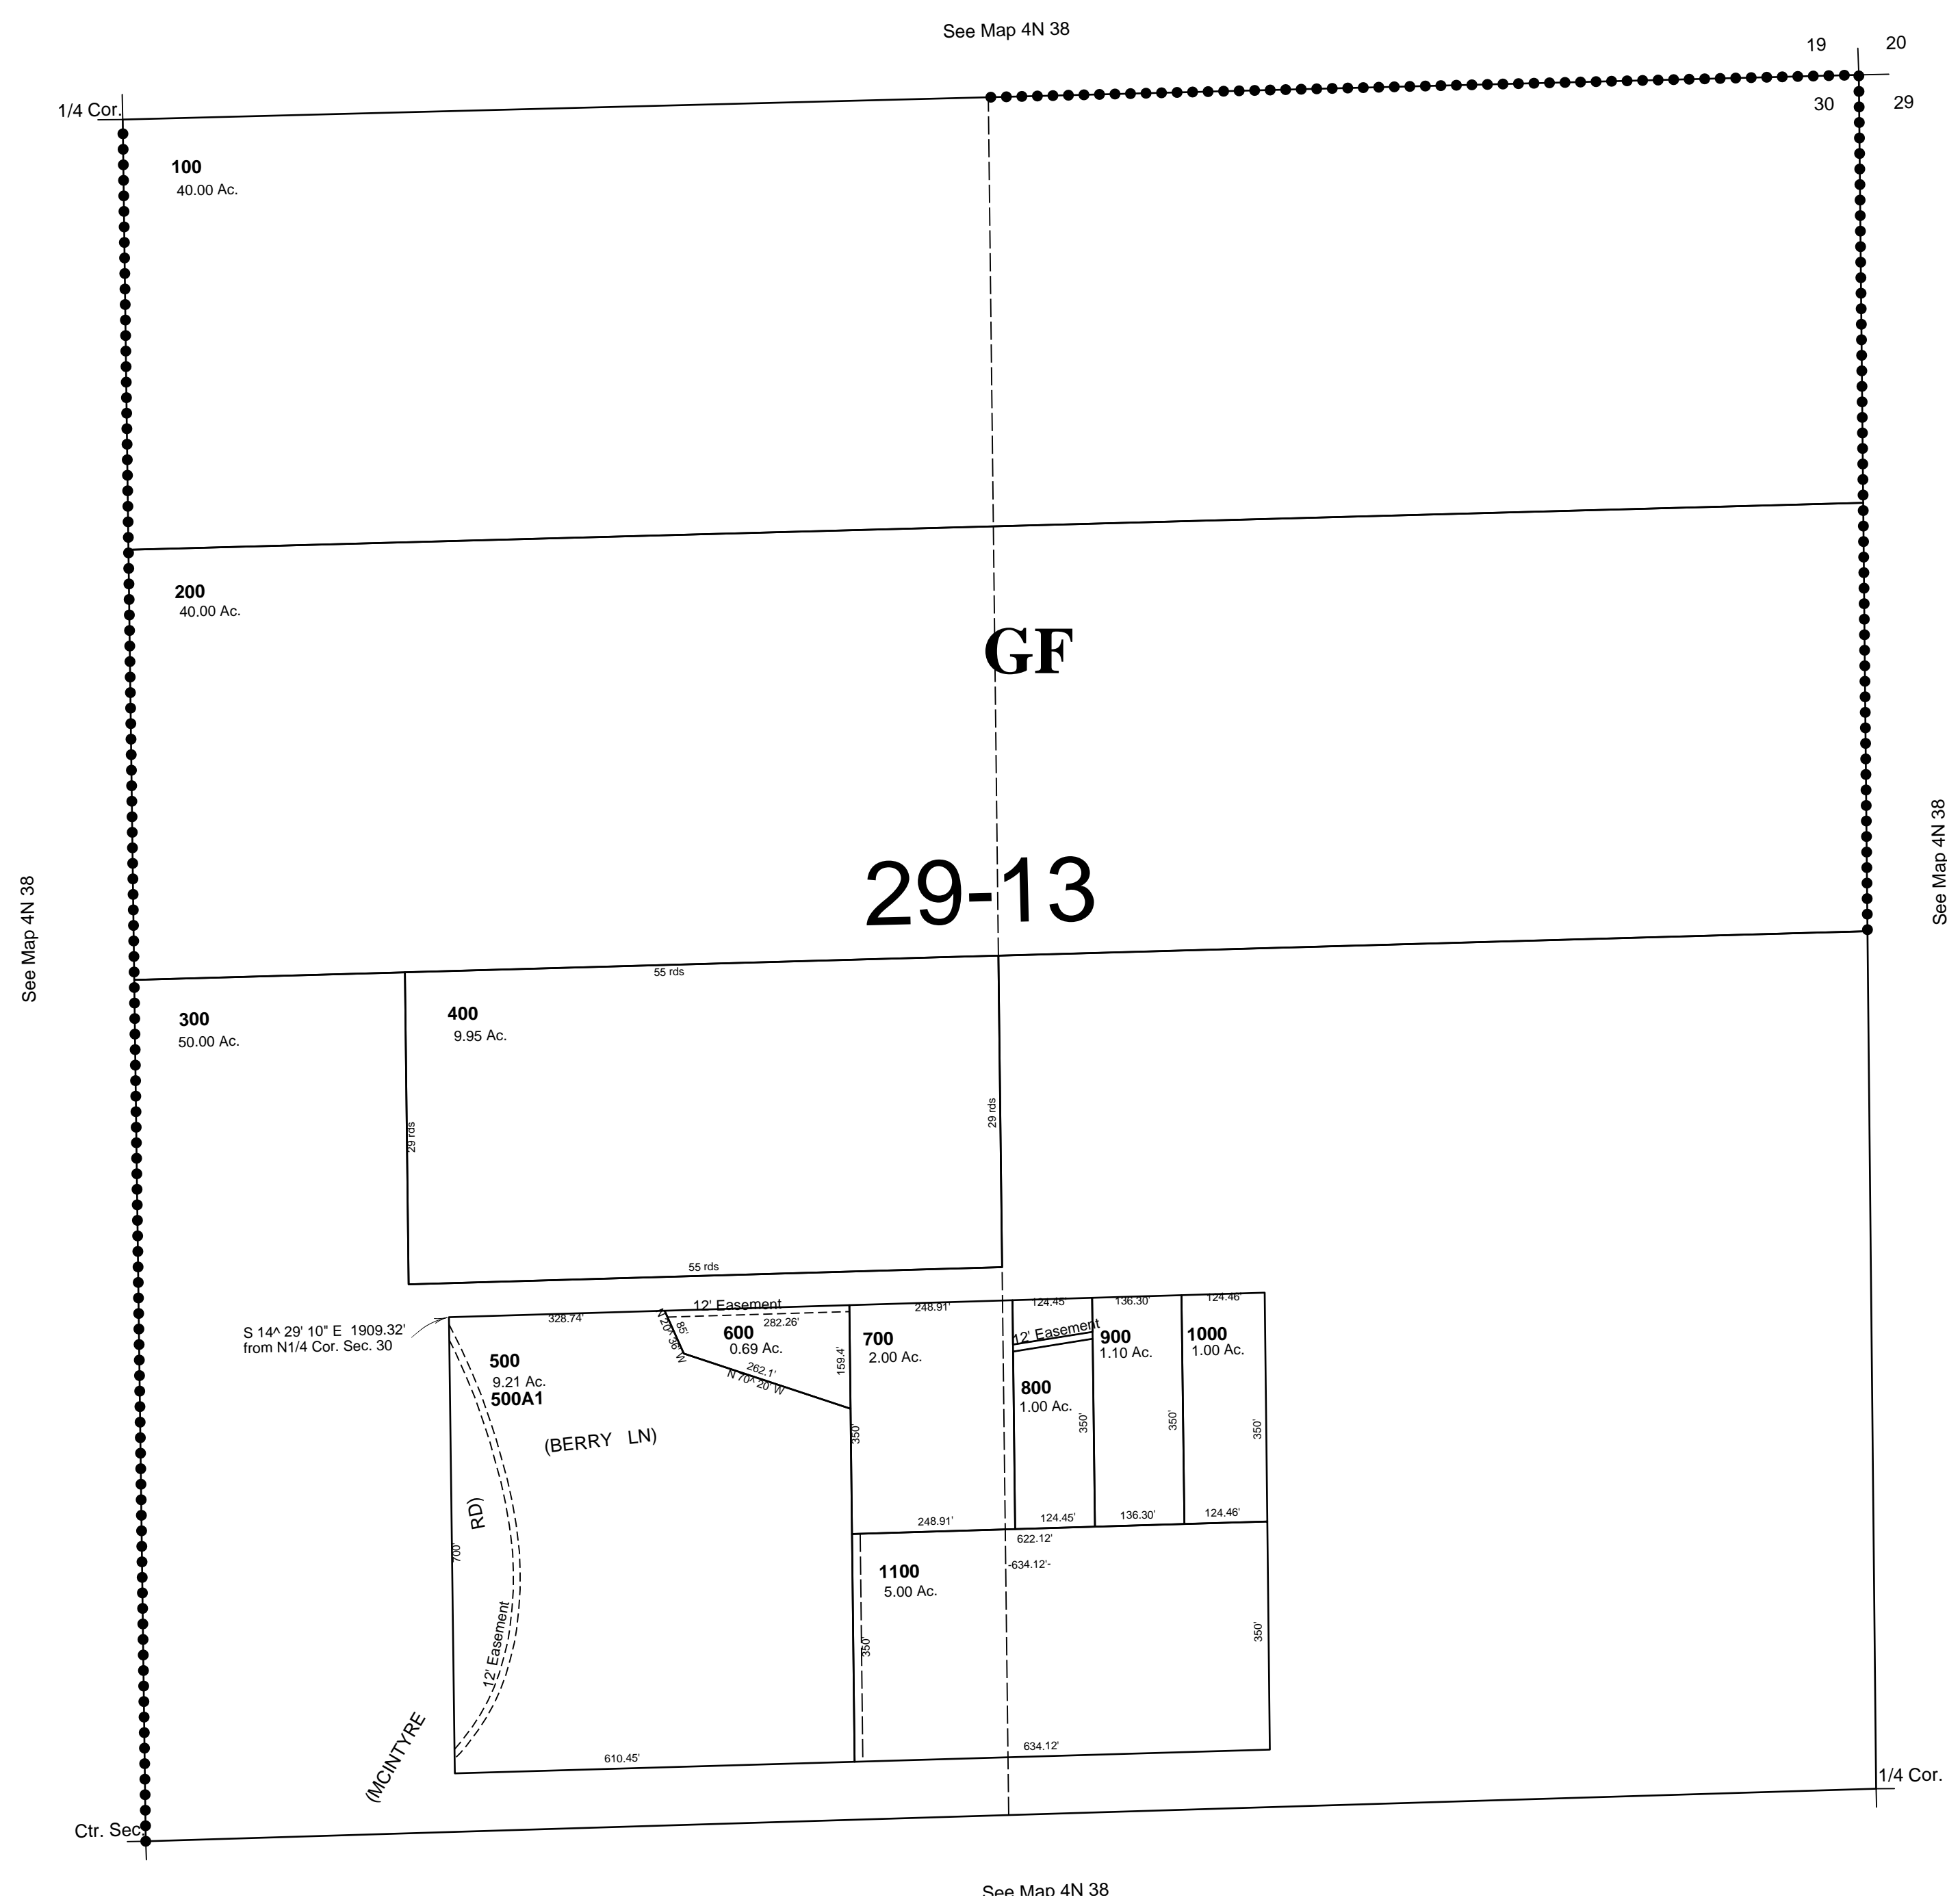 See Map 4N 38
19
20
1/4 Cor.
30
29
100
40.00 Ac.
200
40.00 Ac.
GF
29-13
See Map 4N 38
See Map 4N 38
55 rds
300
50.00 Ac.
400
9.95 Ac.
29 rds
29 rds
55 rds
S 14^ 29' 10" E 1909.32'
from N1/4 Cor. Sec. 30
328.74'
12' Easement
282.26'
N 20^ 36' W
85'
600
0.69 Ac.
262.1'
N 70^ 20' W
159.4'
248.91'
700
2.00 Ac.
124.45'
136.30'
124.46'
12' Easement
900
1.10 Ac.
1000
1.00 Ac.
800
1.00 Ac.
500
9.21 Ac.
500A1
(BERRY LN)
350'
350'
350'
350'
RD)
700'
248.91'
124.45'
136.30'
124.46'
622.12'
-634.12'-
1100
5.00 Ac.
350'
350'
12' Easement
(MCINTYRE
610.45'
634.12'
1/4 Cor.
Ctr. Sec.
See Map 4N 38